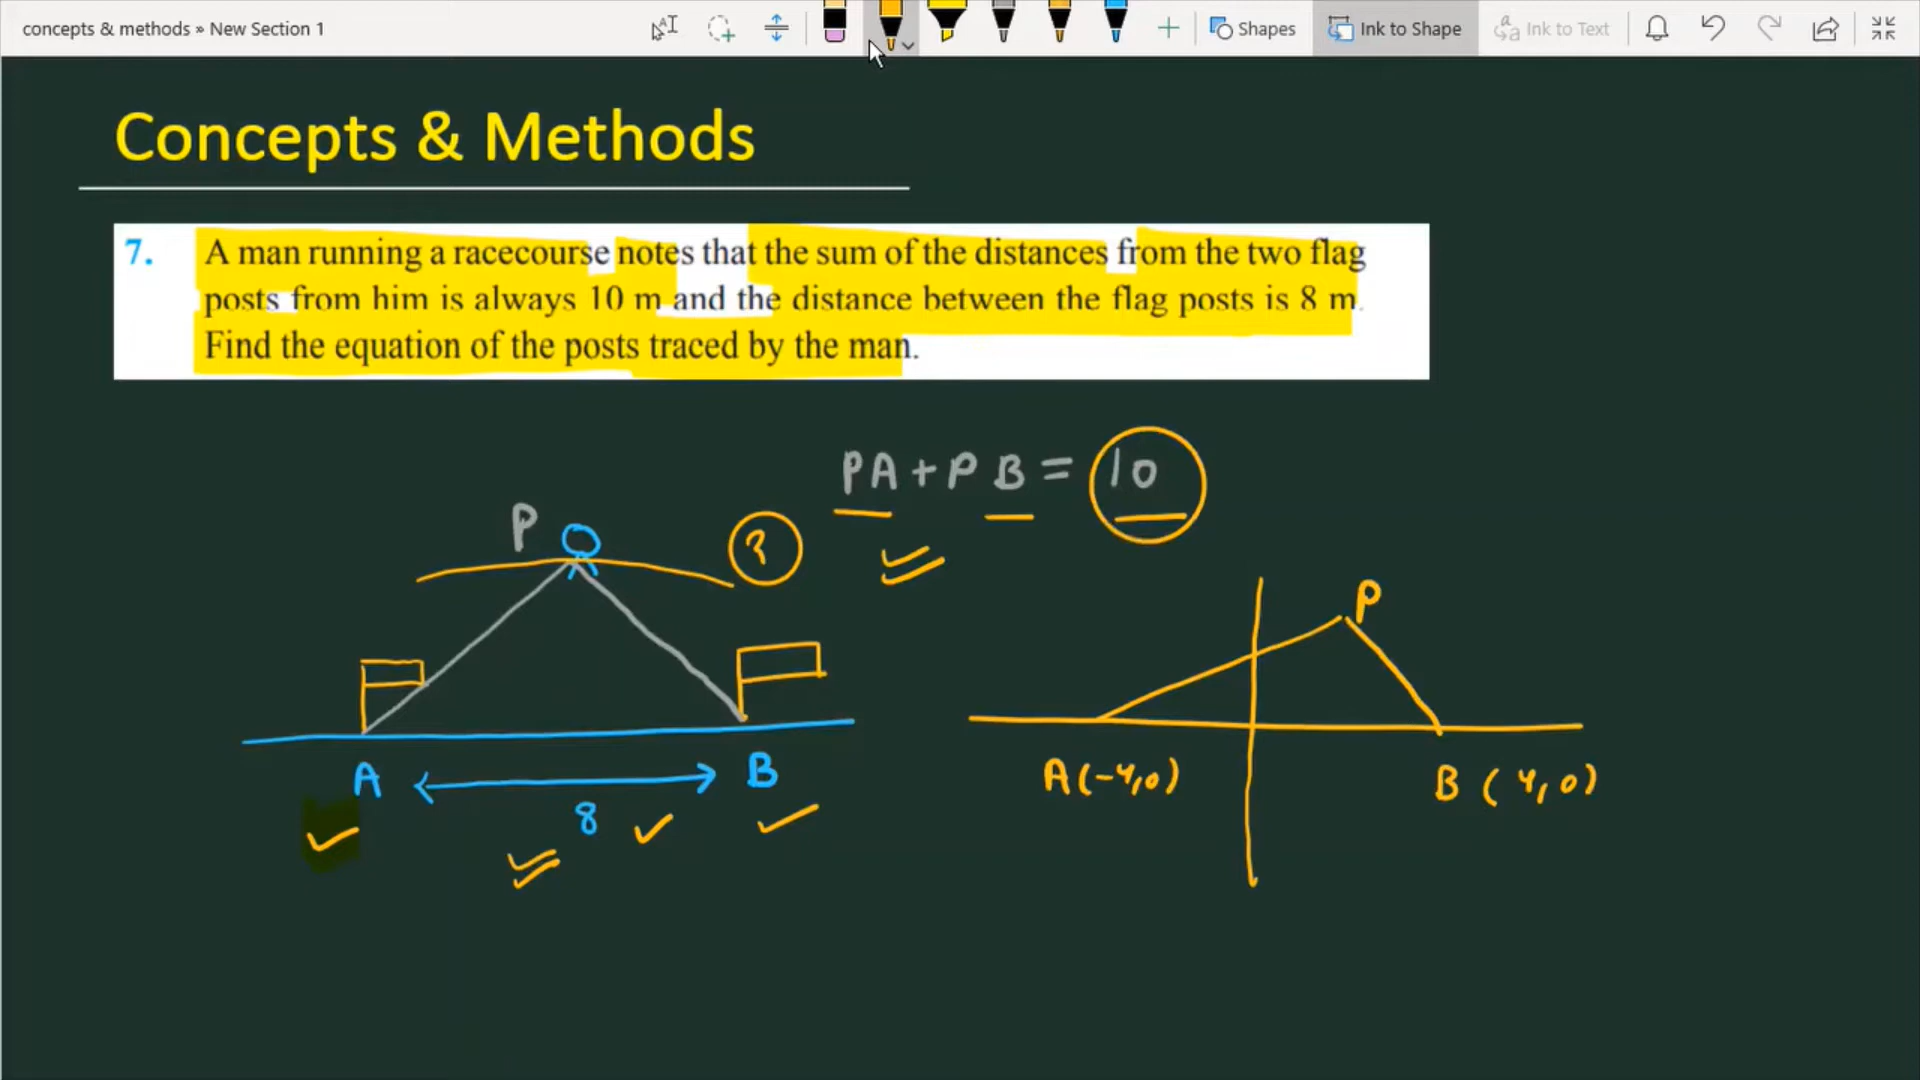 concepts & methods » New Section 1
Shapes
Ink to Shape
Ink to Text
Concepts & Methods
7. A man running a racecourse notes that the sum of the distances from the two flag
posts from him is always 10 m and the distance between the flag posts is 8 m.
Find the equation of the posts traced by the man.
PA + PB = 10
P
?
P
A
B
8
A(-4,0)
B (4,0)